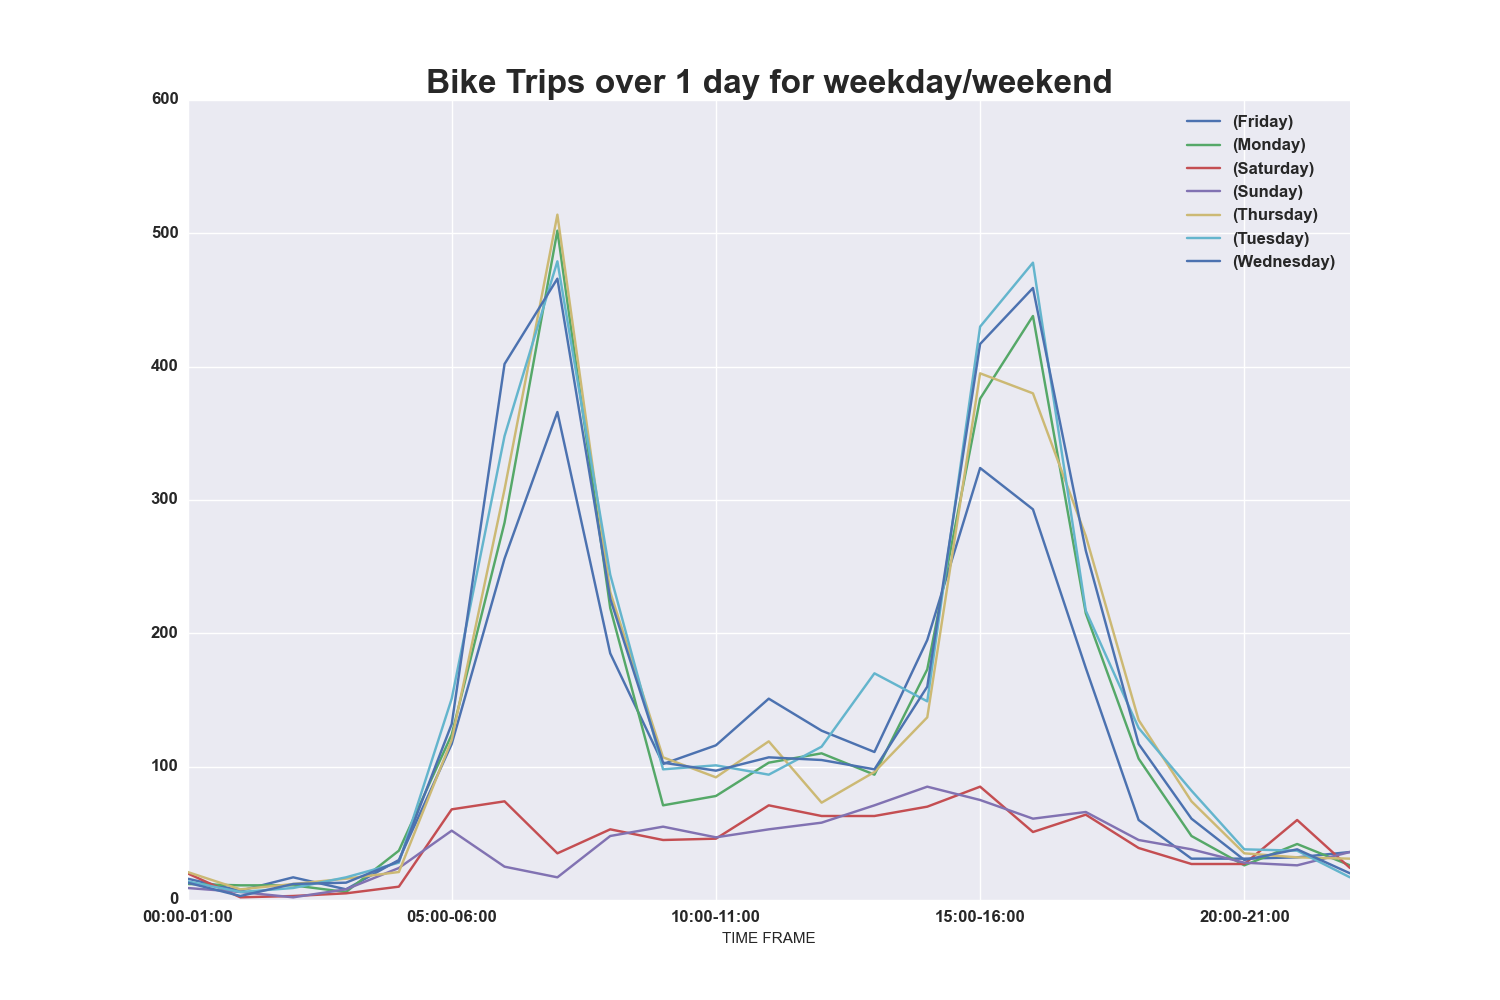 Bike Trips over 1 day for weekday/weekend
600
500
400
300
200
100
0
(Friday)
(Monday)
(Saturday)
(Sunday)
(Thursday)
(Tuesday)
(Wednesday)
00:00-01:00 05:00-06:00 10:00-11:00 15:00-16:00 20:00-21:00
TIME FRAME